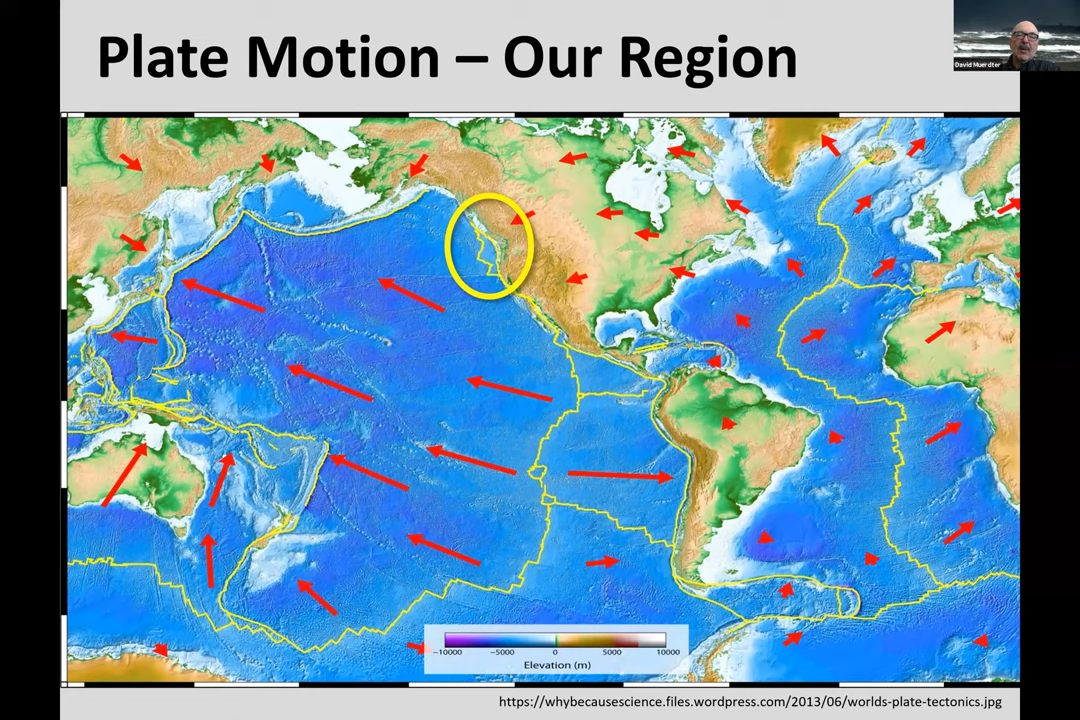 Plate Motion – Our Region
David Muerdter
−10000 −5000 0 5000 10000
Elevation (m)
https://whybecausescience.files.wordpress.com/2013/06/worlds-plate-tectonics.jpg